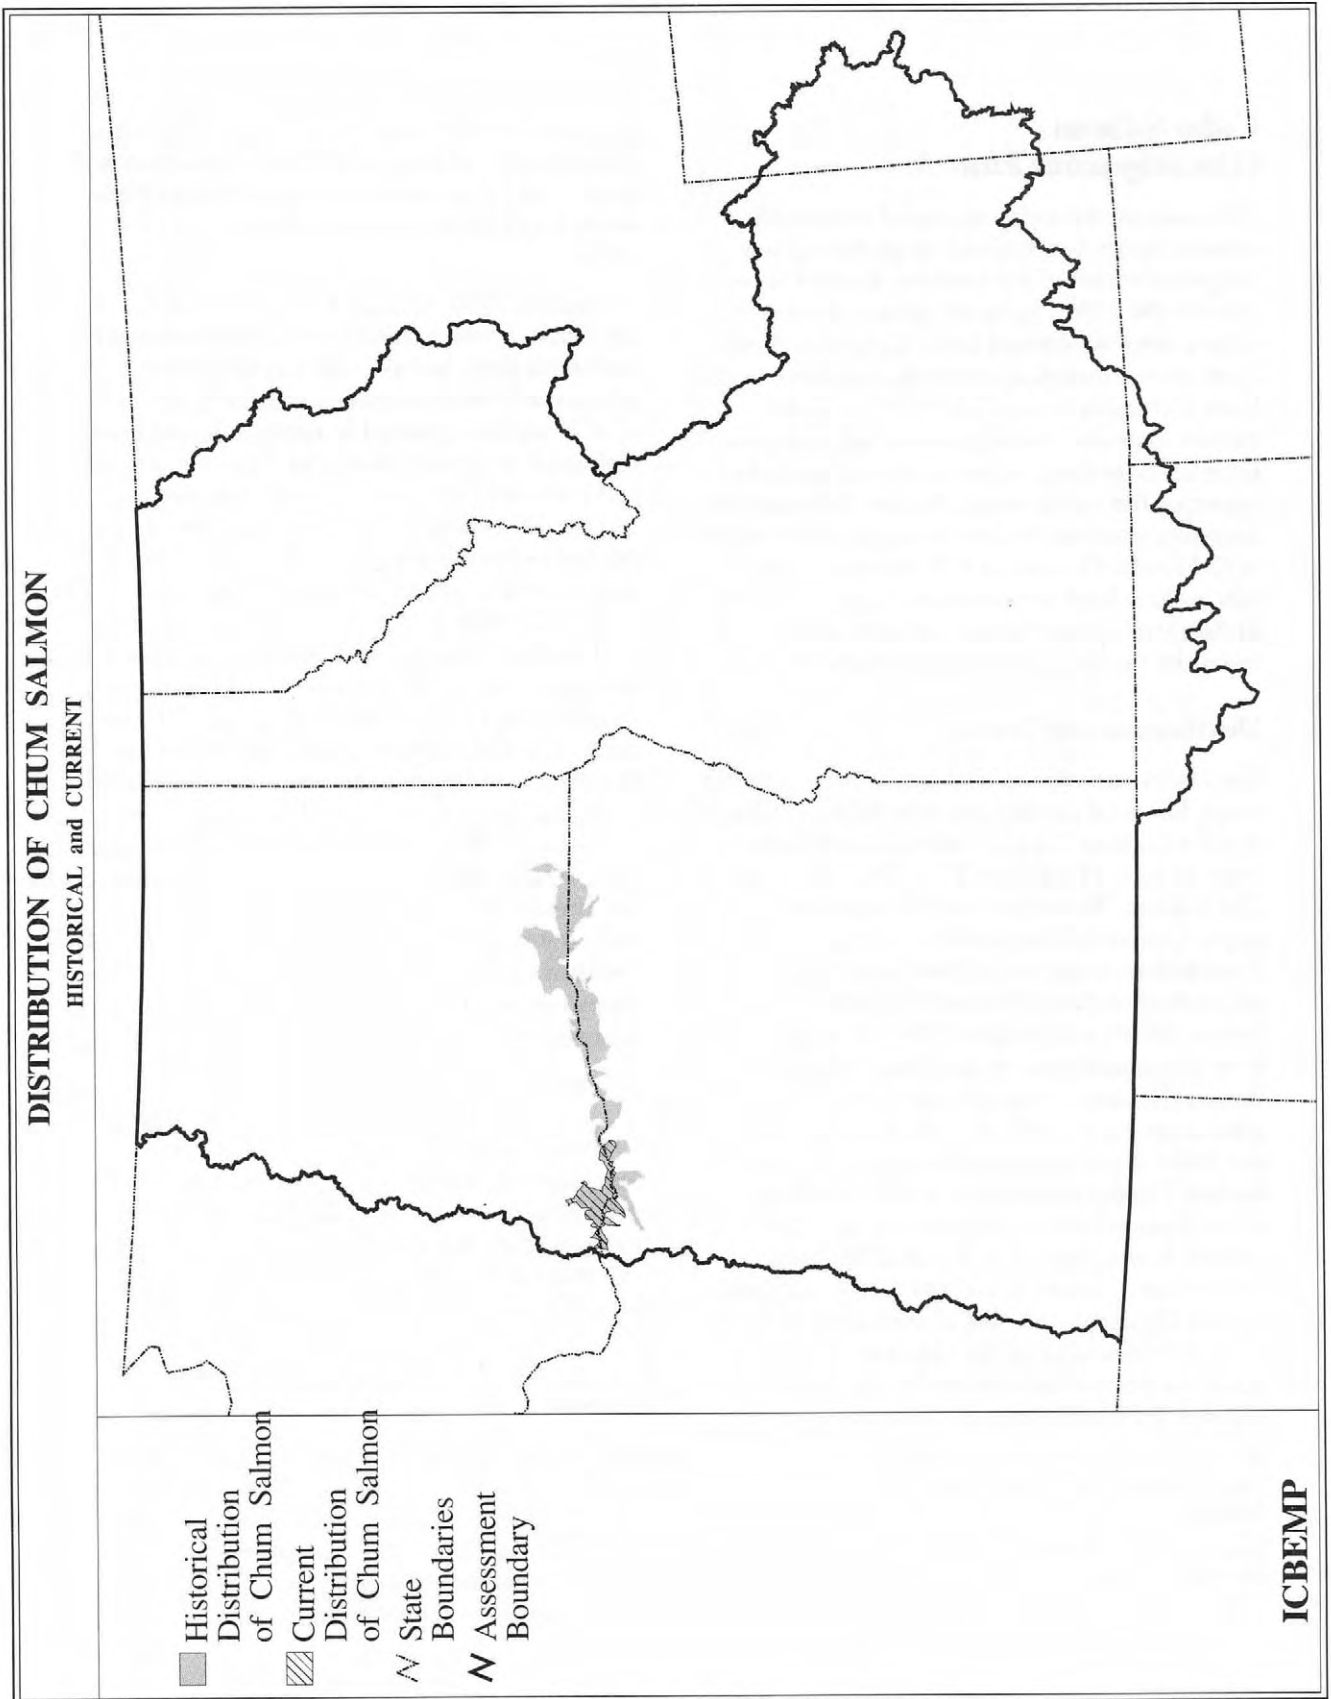 DISTRIBUTION OF CHUM SALMON
HISTORICAL and CURRENT
Historical
Distribution
of Chum Salmon
Current
Distribution
of Chum Salmon
State
Boundaries
Assessment
Boundary
ICBEMP